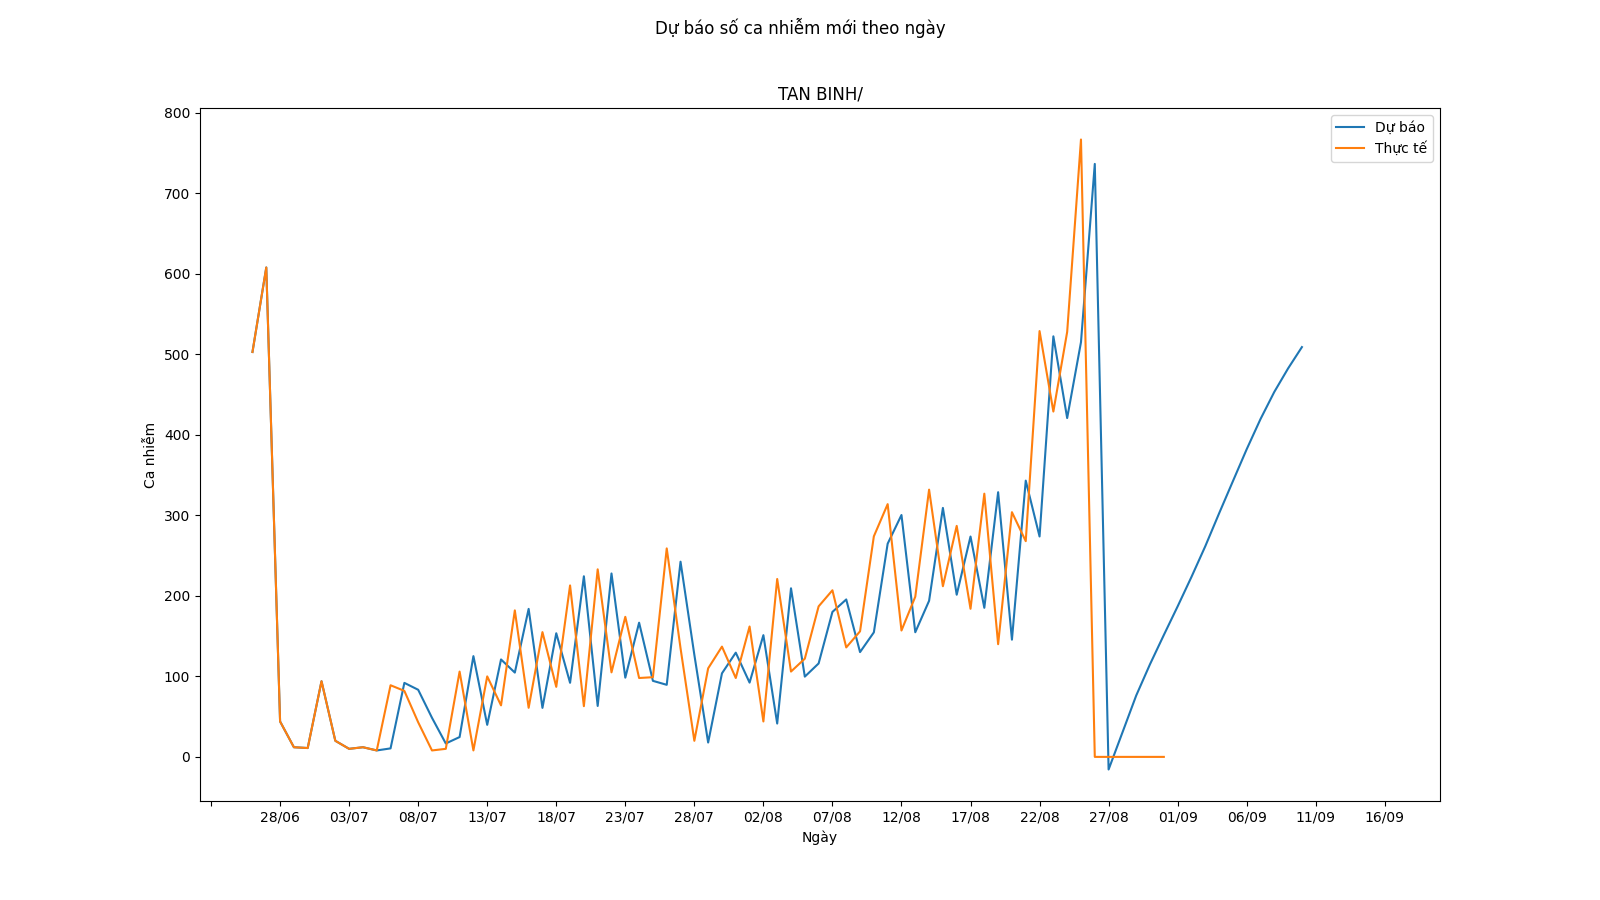 Dự báo số ca nhiễm mới theo ngày
TAN BINH/
Dự báo
Thực tế
800
700
600
500
400
300
200
100
0
Ca nhiễm
28/06 03/07 08/07 13/07 18/07 23/07 28/07 02/08 07/08 12/08 17/08 22/08 27/08 01/09 06/09 11/09 16/09
Ngày